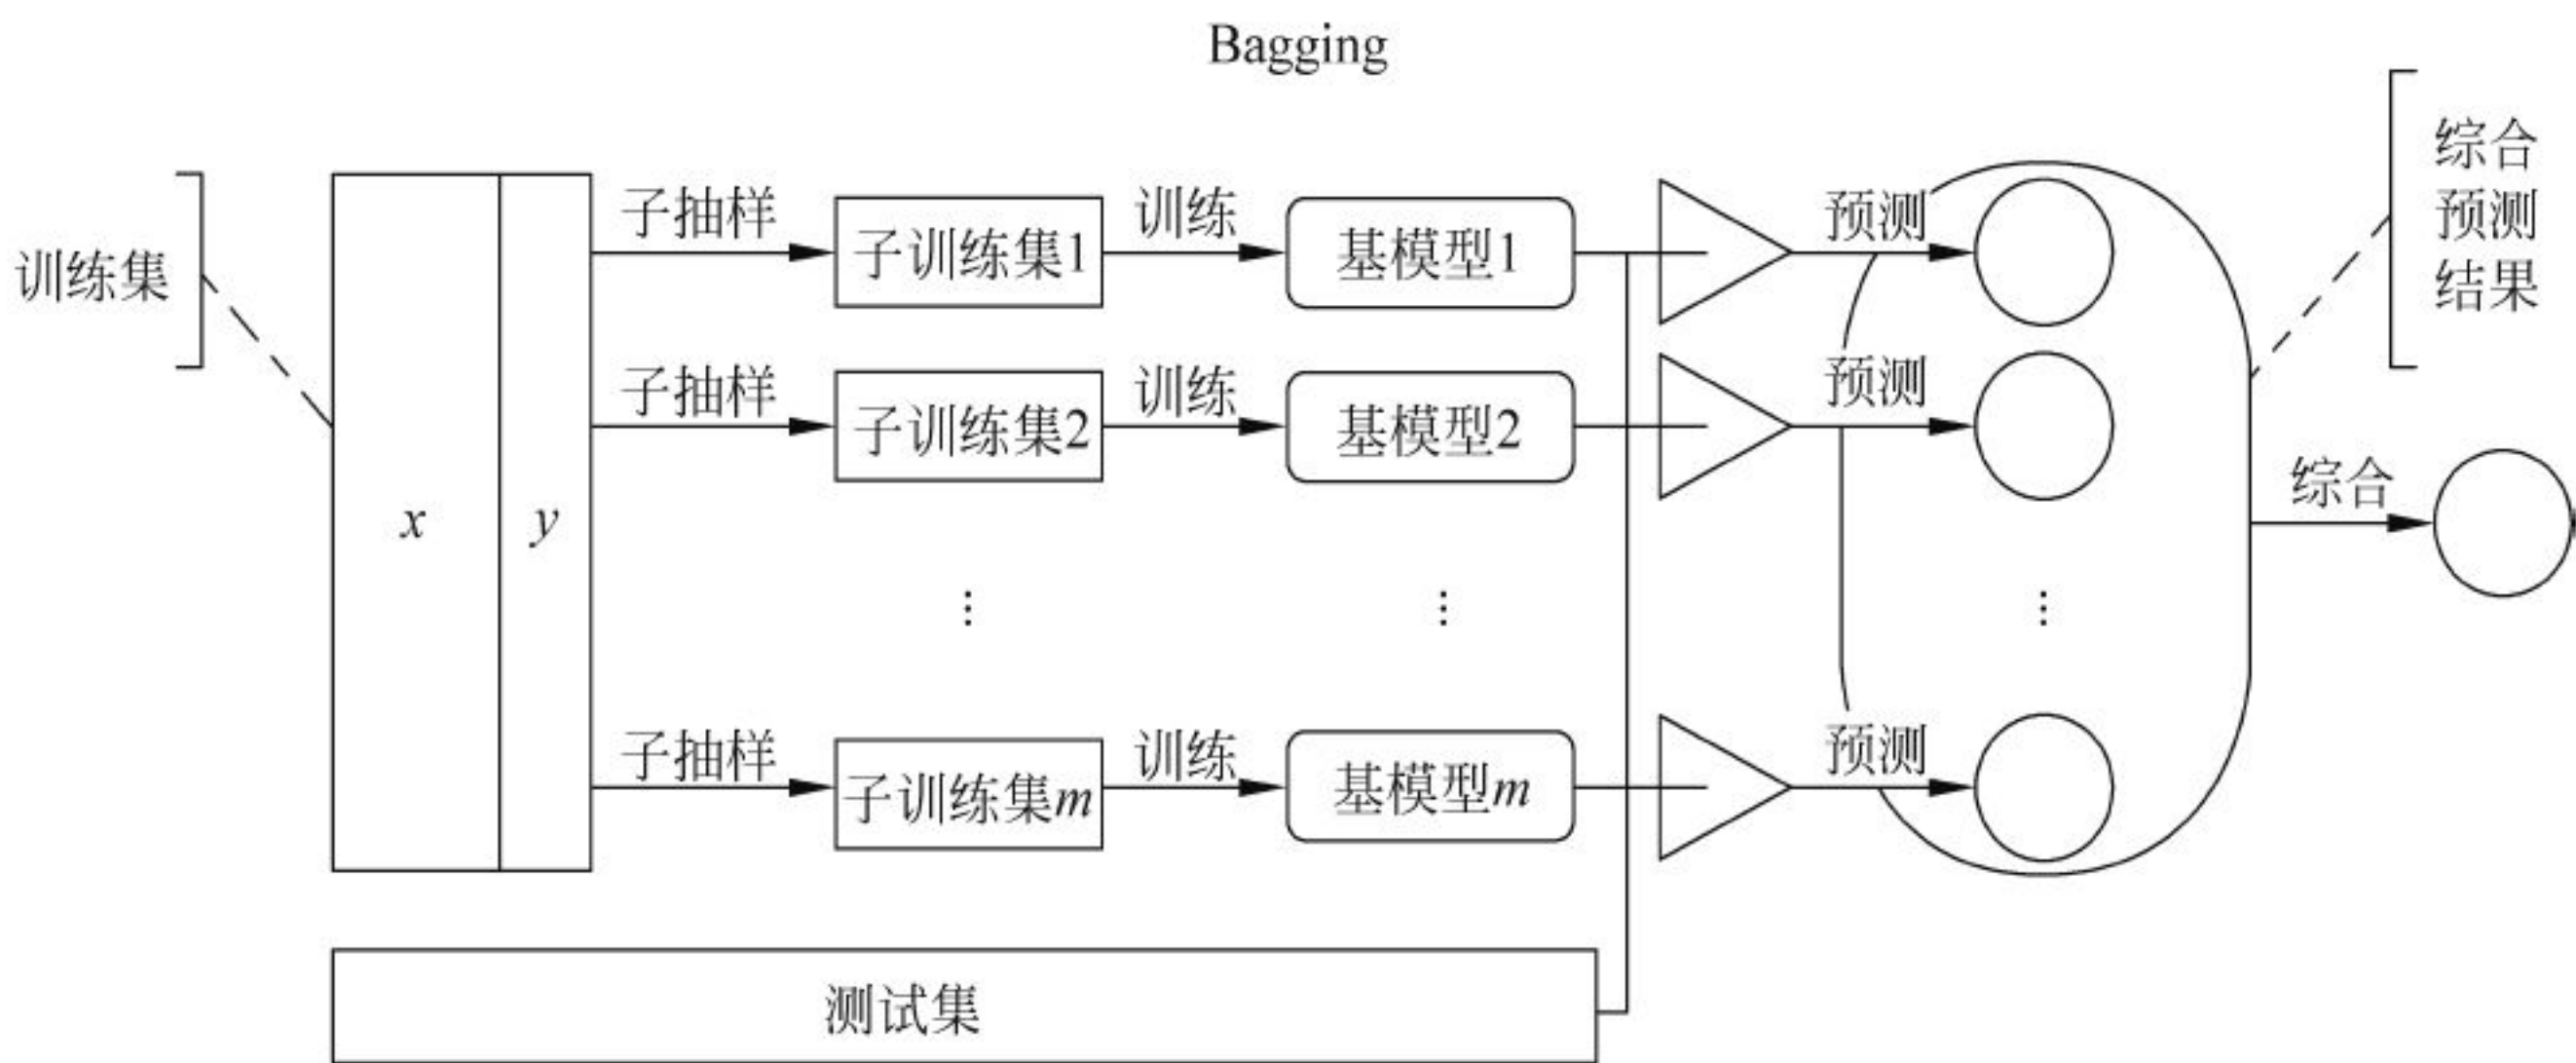 Bagging
训练集
x
y
子抽样
子训练集1
训练
基模型1
预测
子抽样
子训练集2
训练
基模型2
预测
⋮
⋮
⋮
子抽样
子训练集m
训练
基模型m
预测
测试集
综合
预测
结果
综合